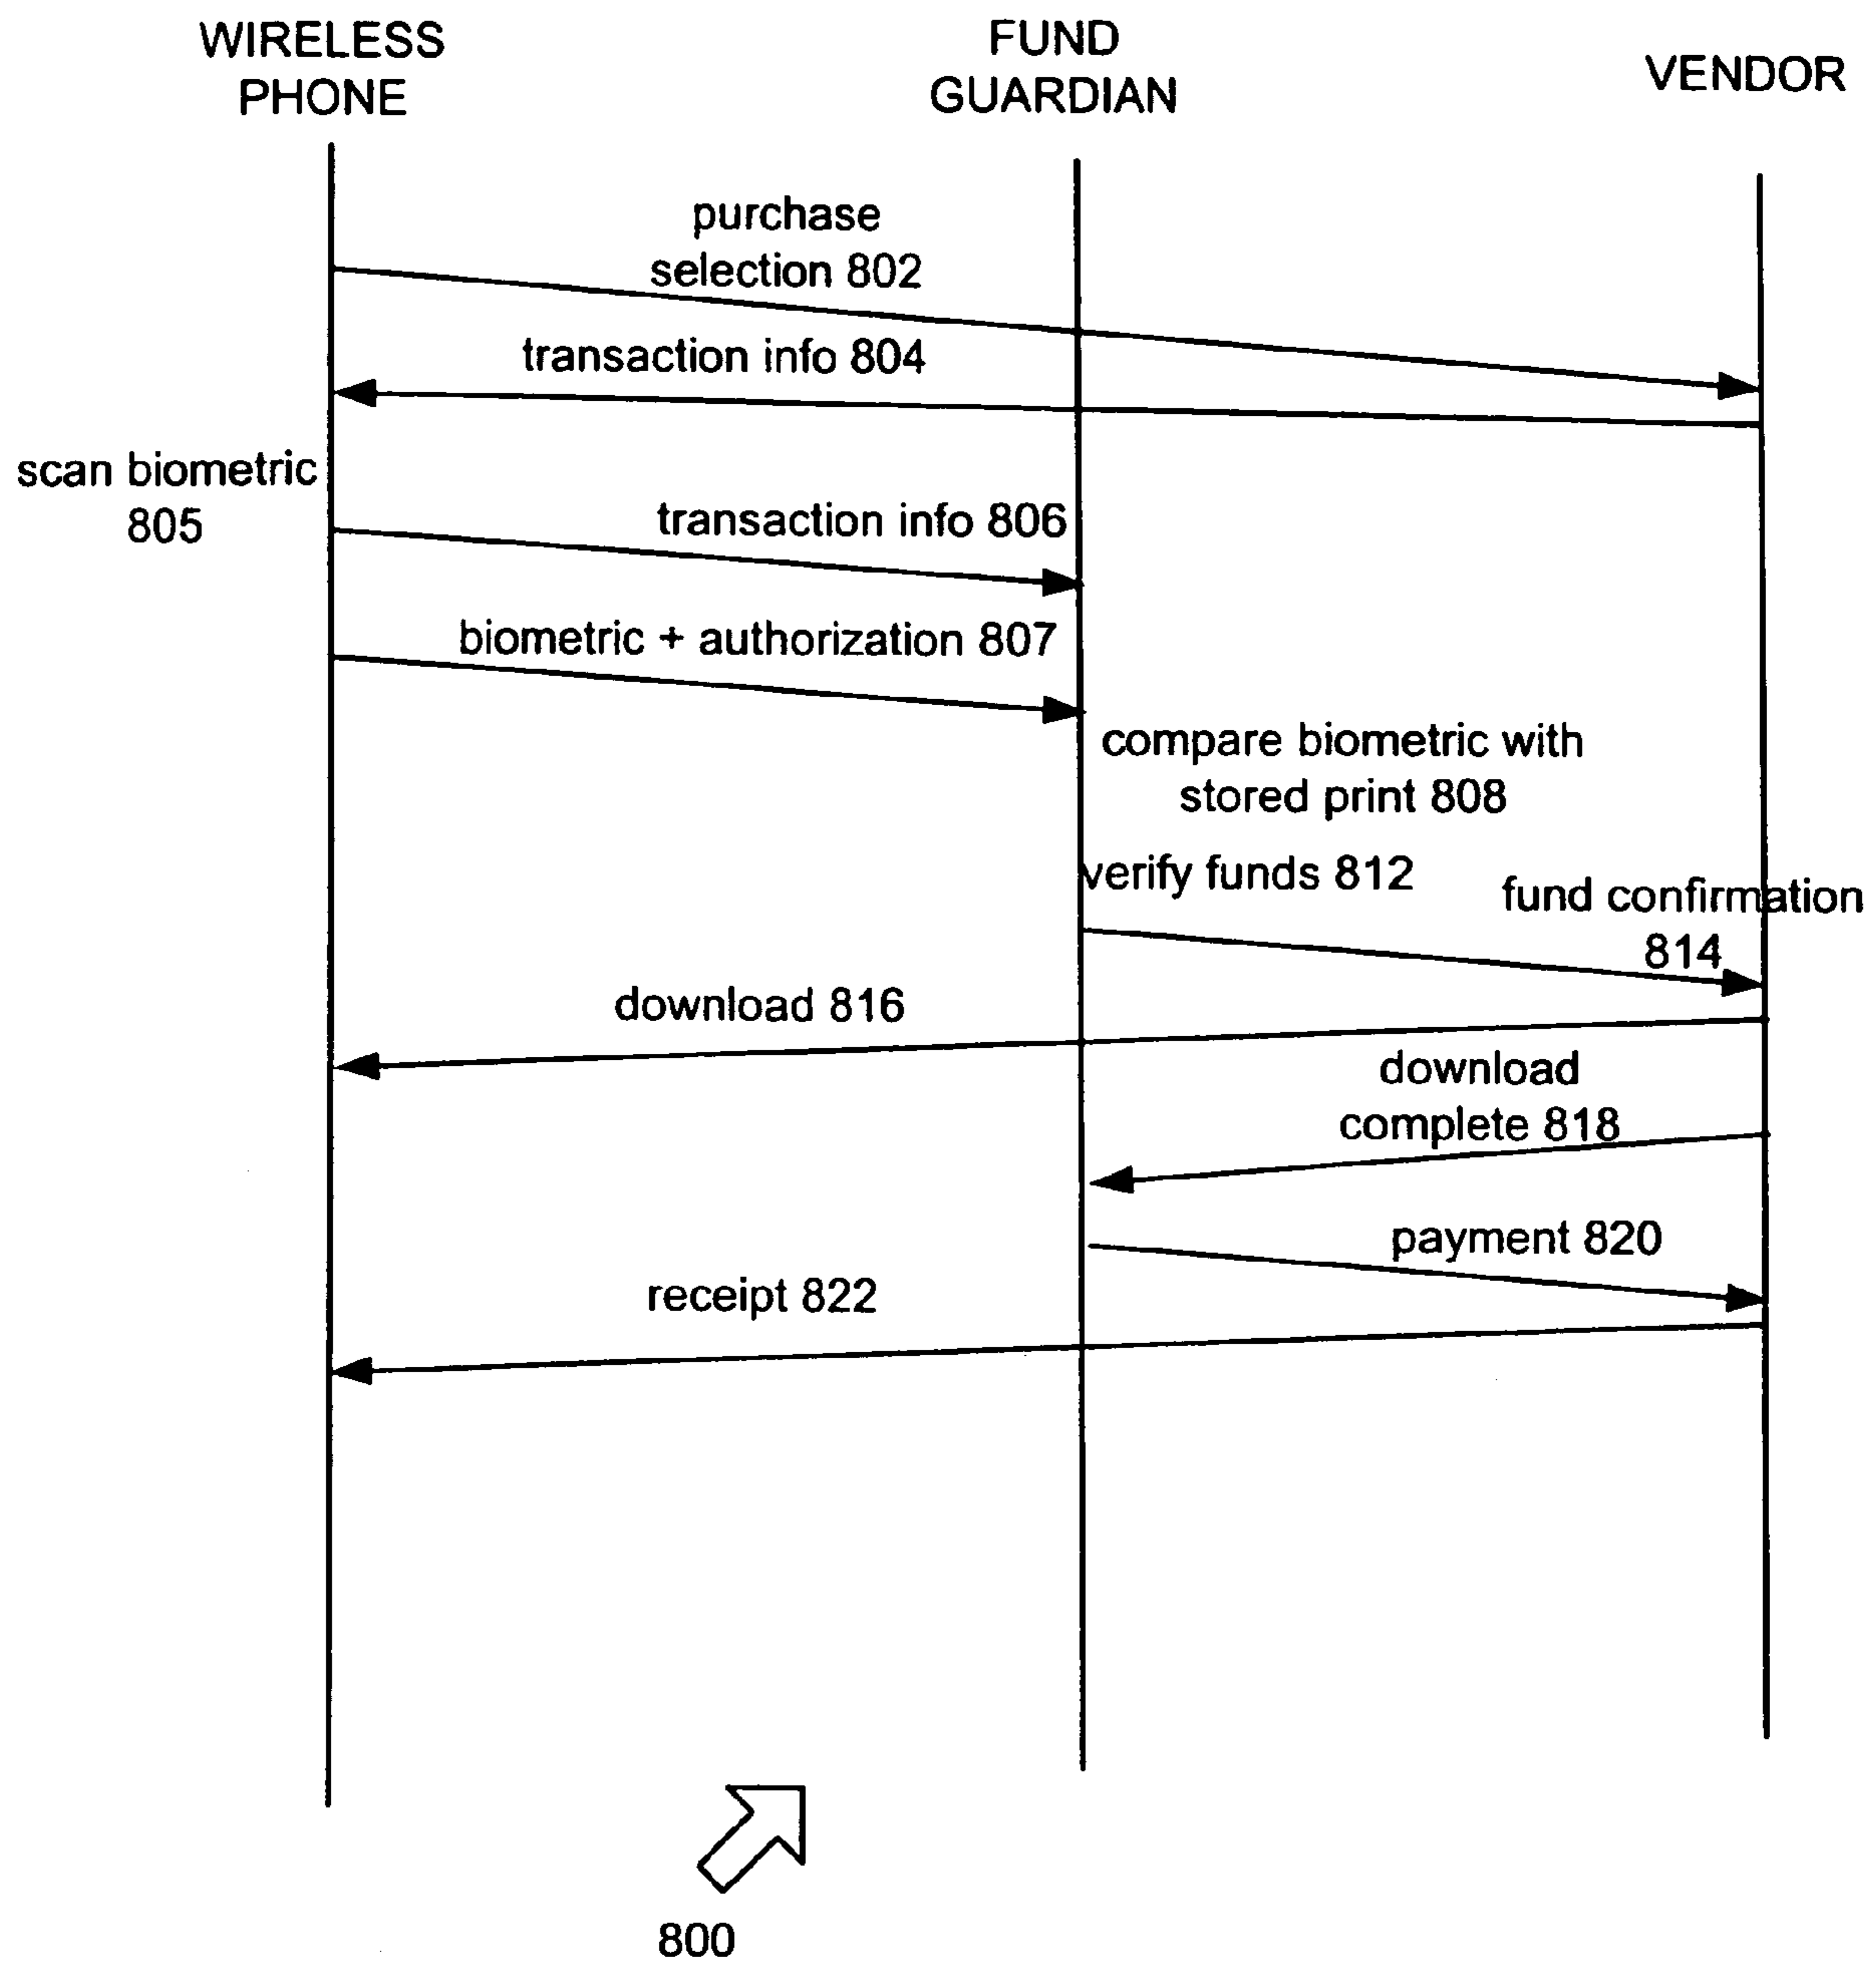 WIRELESS
PHONE
FUND
GUARDIAN
VENDOR
purchase
selection 802
transaction info 804
scan biometric
805
transaction info 806
biometric + authorization 807
compare biometric with
stored print 808
verify funds 812
fund confirmation
814
download 816
download
complete 818
payment 820
receipt 822
800